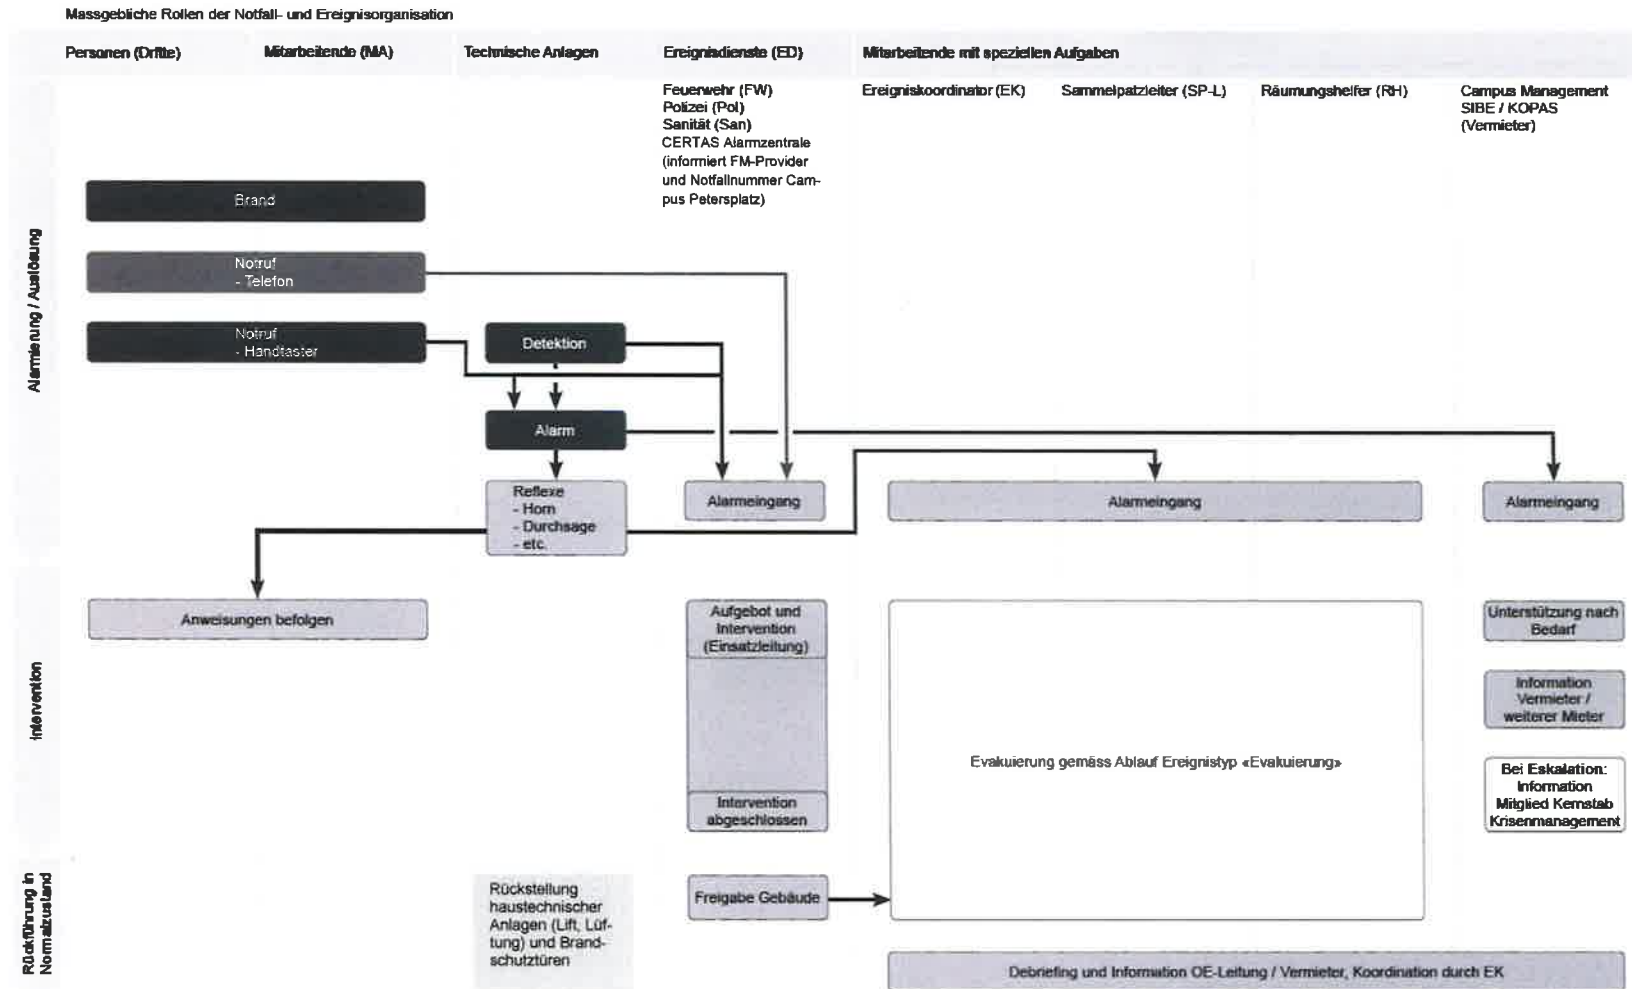 Massgebliche Rollen der Notfall- und Ereignisorganisation
Personen (Dritte)
Mitarbeitende (MA)
Technische Anlagen
Ereignisdienste (ED)
Mitarbeitende mit speziellen Aufgaben
Feuerwehr (FW)
Polizei (Pol)
Sanität (San)
CERTAS Alarmzentrale
(informiert FM-Provider
und Notfallnummer Cam-
pus Petersplatz)
Ereigniskoordinator (EK)
Sammelpatzleiter (SP-L)
Räumungshelfer (RH)
Campus Management
SIBE / KOPAS
(Vermieter)
Alarmierung / Auslösung
Brand
Notruf
- Telefon
Notruf
- Handtaster
Detektion
Alarm
Reflexe
- Horn
- Durchsage
- etc.
Alarmeingang
Alarmeingang
Alarmeingang
Intervention
Anweisungen befolgen
Aufgebot und
Intervention
(Einsatzleitung)
Intervention
abgeschlossen
Evakuierung gemäss Ablauf Ereignistyp «Evakuierung»
Unterstützung nach
Bedarf
Information
Vermieter /
weiterer Mieter
Bei Eskalation:
Information
Mitglied Kernstab
Krisenmanagement
Rückführung in
Normalzustand
Rückstellung
haustechnischer
Anlagen (Lift, Lüf-
tung) und Brand-
schutztüren
Freigabe Gebäude
Debriefing und Information OE-Leitung / Vermieter, Koordination durch EK